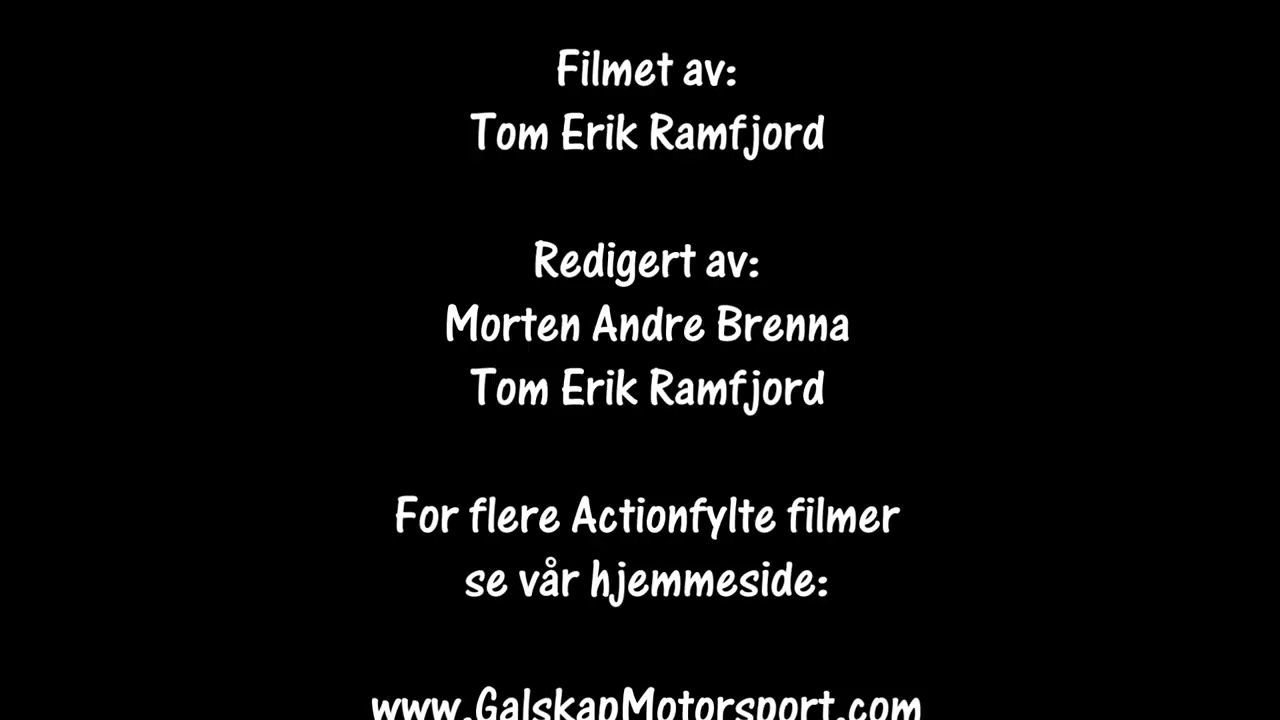 Filmet av:
Tom Erik Ramfjord
Redigert av:
Morten Andre Brenna
Tom Erik Ramfjord
For flere Actionfylte filmer
se vår hjemmeside:
www.GalskapMotorsport.com